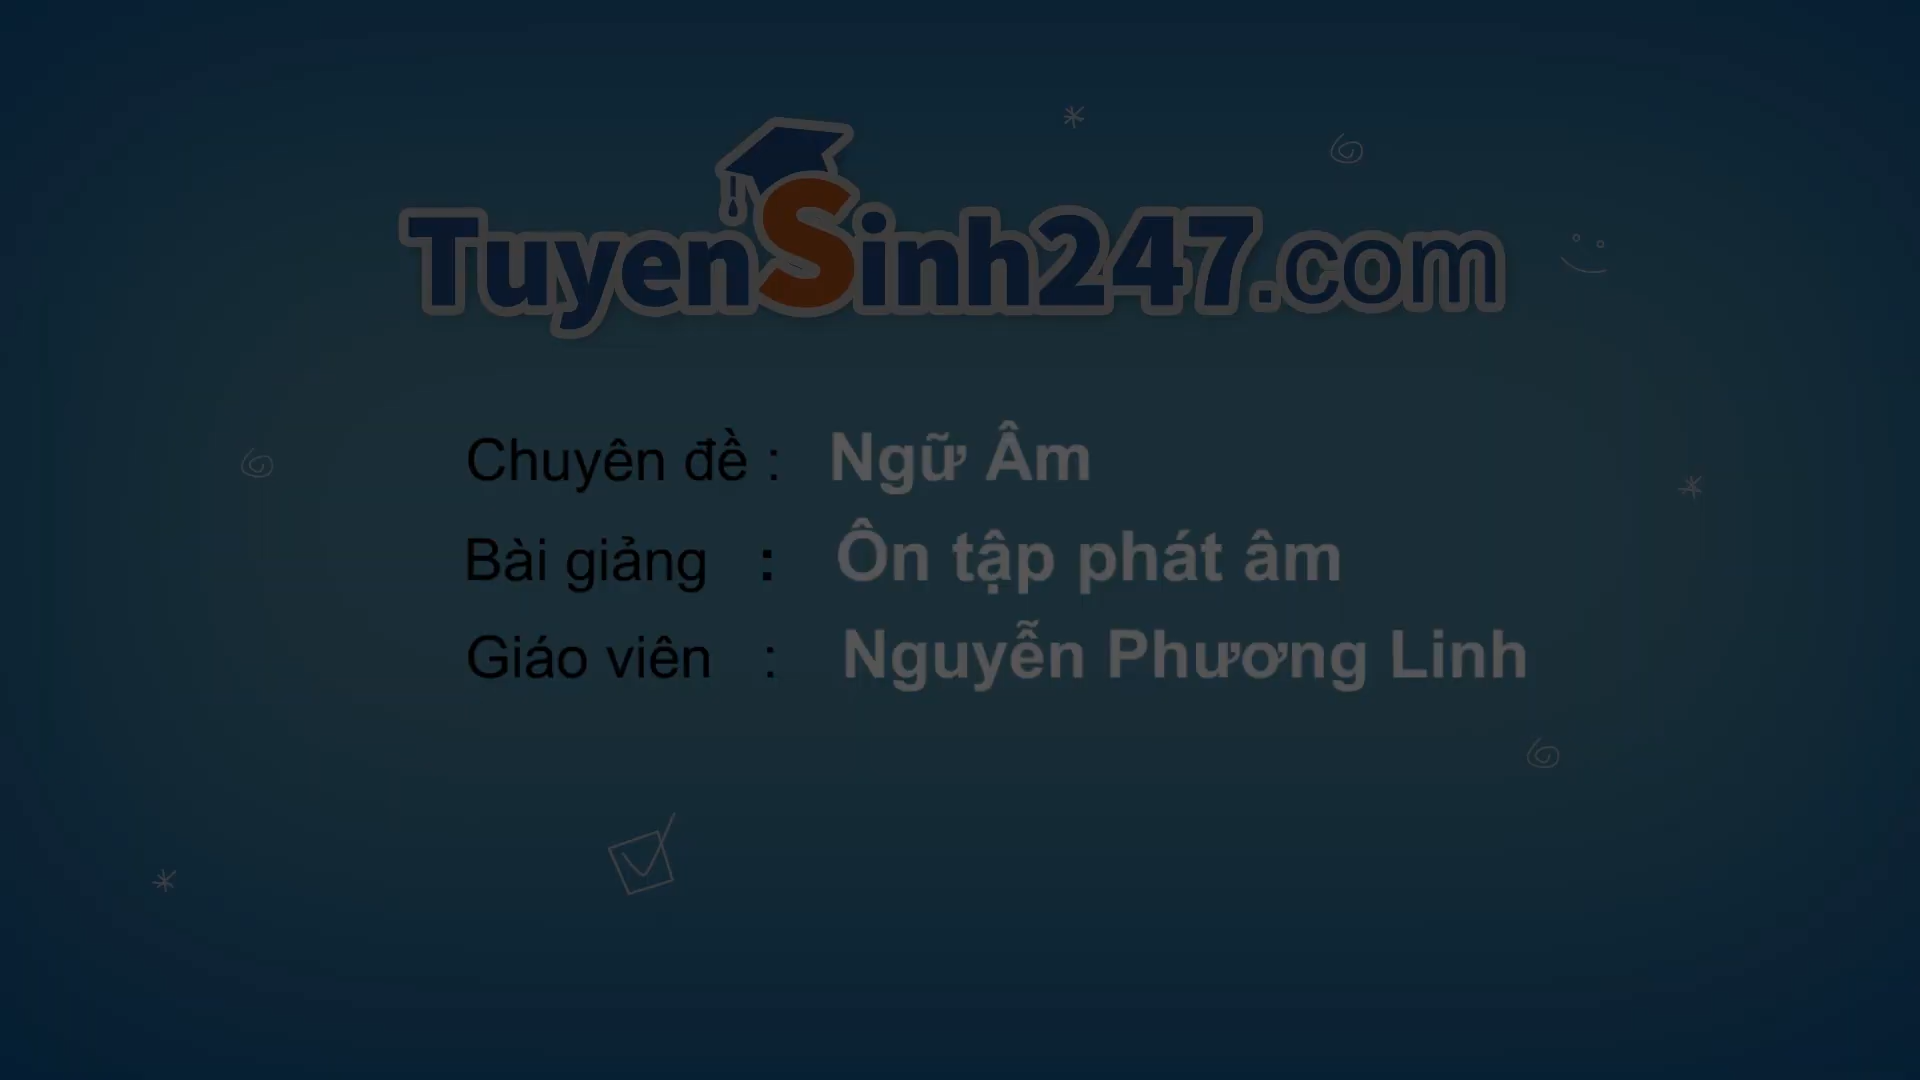 TuyenSinh247.com
Chuyên đề : Ngữ Âm
Bài giảng : Ôn tập phát âm
Giáo viên : Nguyễn Phương Linh